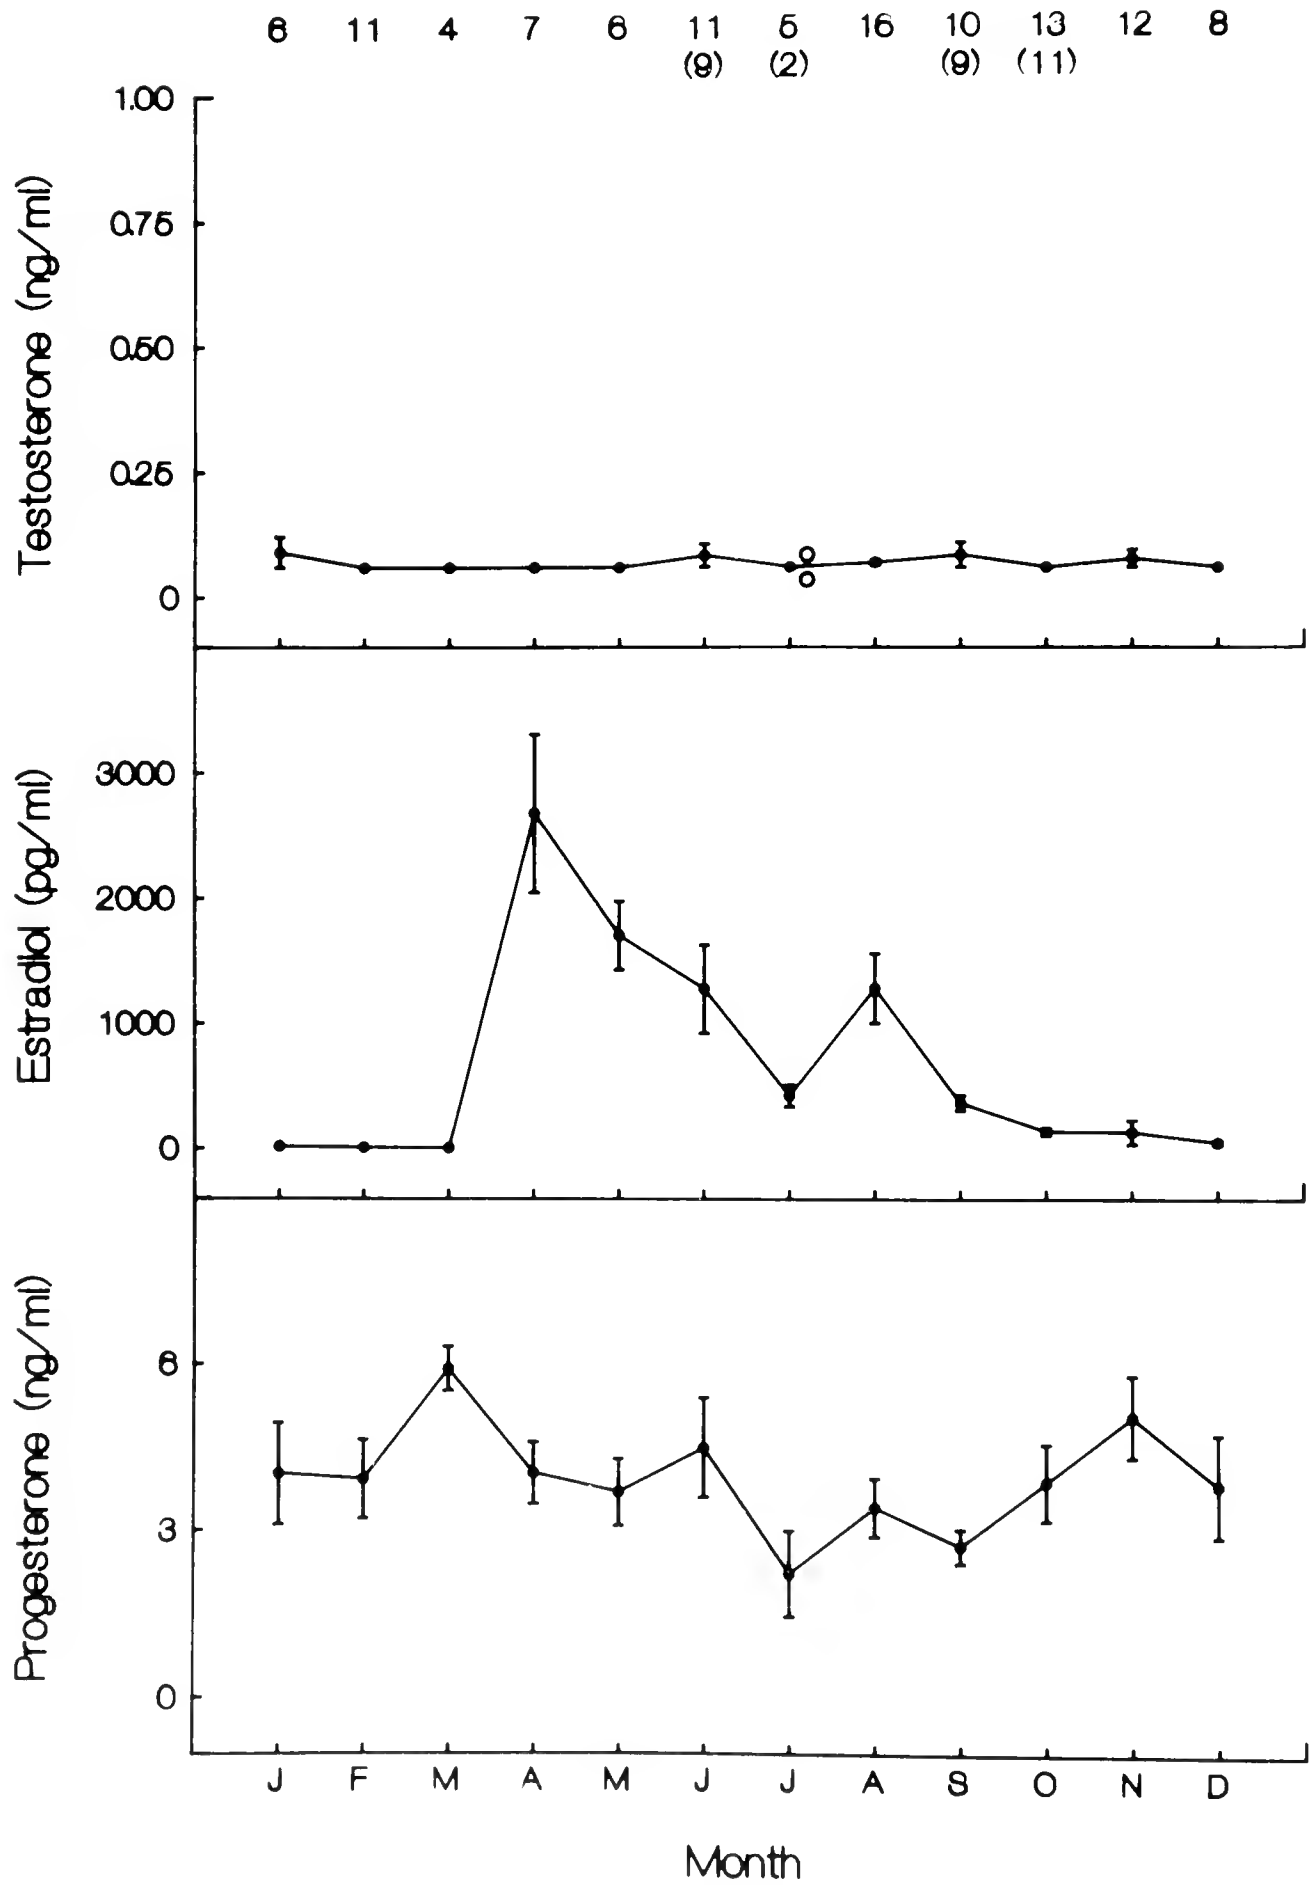 6 11 4 7 6 11 5 16 10 13 12 8
(9) (2) (9) (11)
1.00
0.75
0.50
0.25
0
Testosterone (ng/ml)
3000
2000
1000
0
Estradiol (pg/ml)
6
3
0
Progesterone (ng/ml)
J F M A M J J A S O N D
Month